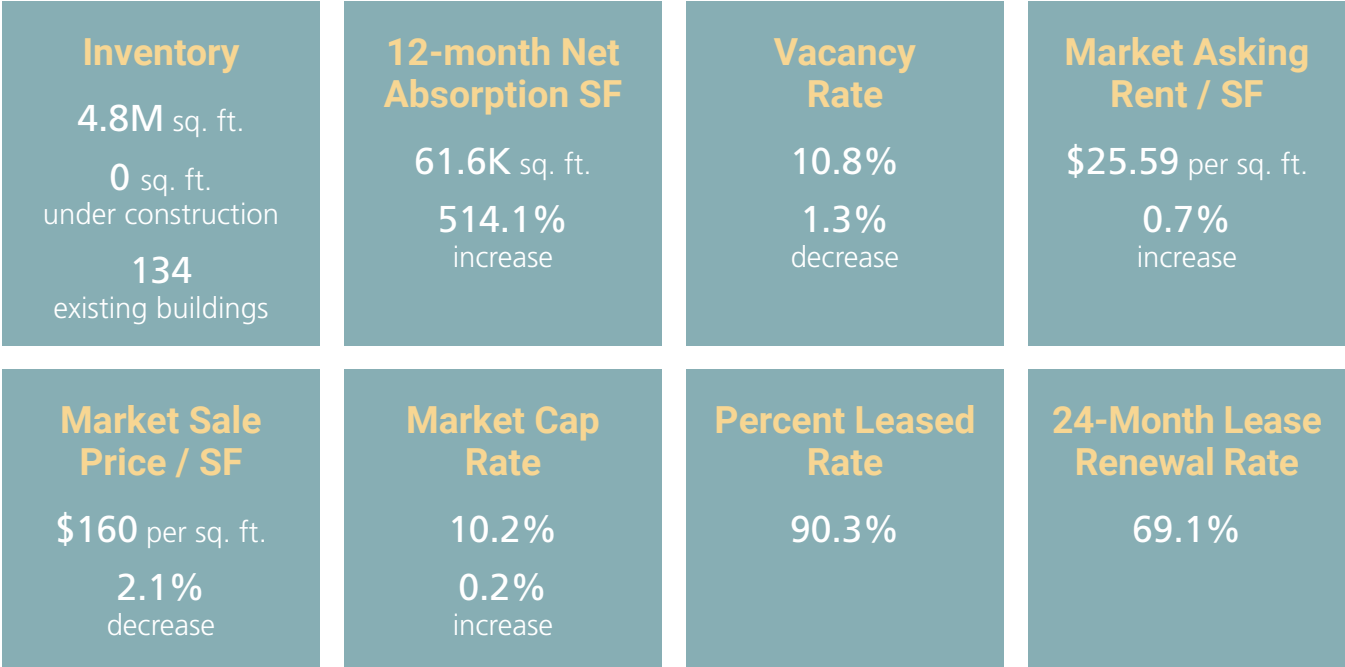 Inventory
4.8M sq. ft.
0 sq. ft.
under construction
134
existing buildings
12-month Net
Absorption SF
61.6K sq. ft.
514.1%
increase
Vacancy
Rate
10.8%
1.3%
decrease
Market Asking
Rent / SF
$25.59 per sq. ft.
0.7%
increase
Market Sale
Price / SF
$160 per sq. ft.
2.1%
decrease
Market Cap
Rate
10.2%
0.2%
increase
Percent Leased
Rate
90.3%
24-Month Lease
Renewal Rate
69.1%